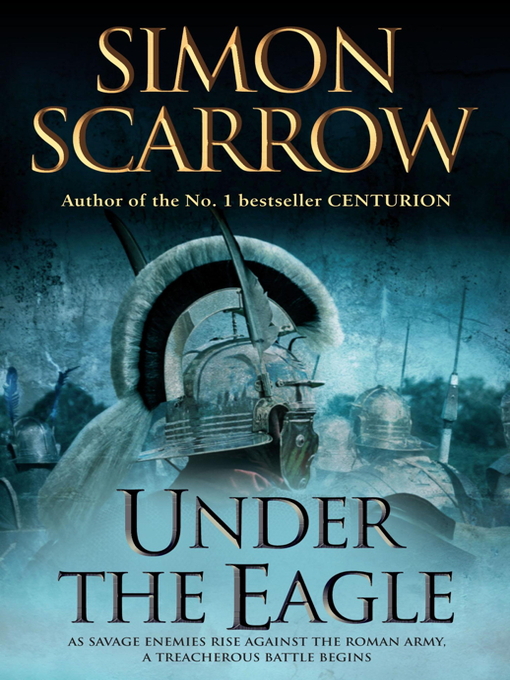 SIMON
SCARROW
Author of the No. 1 bestseller CENTURION
UNDER
THE EAGLE
AS SAVAGE ENEMIES RISE AGAINST THE ROMAN ARMY,
A TREACHEROUS BATTLE BEGINS